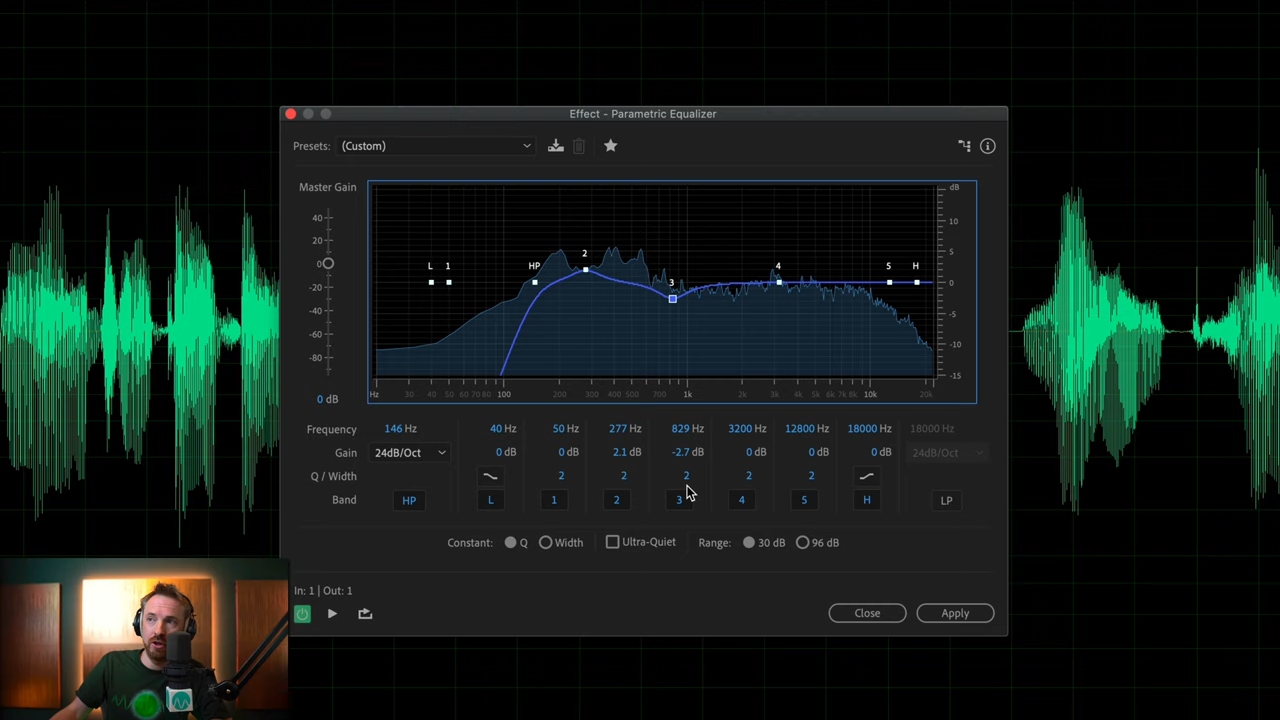 Effect - Parametric Equalizer
Presets: (Custom)
Master Gain
40
20
0
-20
-40
-60
-80
0 dB
L 1 HP 2 3 4 5 H
dB
10
5
0
-5
-10
-15
Hz 30 40 50 60 70 80 100 200 300 400 500 700 1k 2k 3k 4k 5k 6k 7k 8k 10k 20k
Frequency 146 Hz 40 Hz 50 Hz 277 Hz 829 Hz 3200 Hz 12800 Hz 18000 Hz 18000 Hz
Gain 24dB/Oct 0 dB 0 dB 2.1 dB -2.7 dB 0 dB 0 dB 0 dB 24dB/Oct
Q / Width 2 2 2 2 2
Band HP L 1 2 3 4 5 H LP
Constant: Q Width Ultra-Quiet Range: 30 dB 96 dB
In: 1 | Out: 1
Close Apply